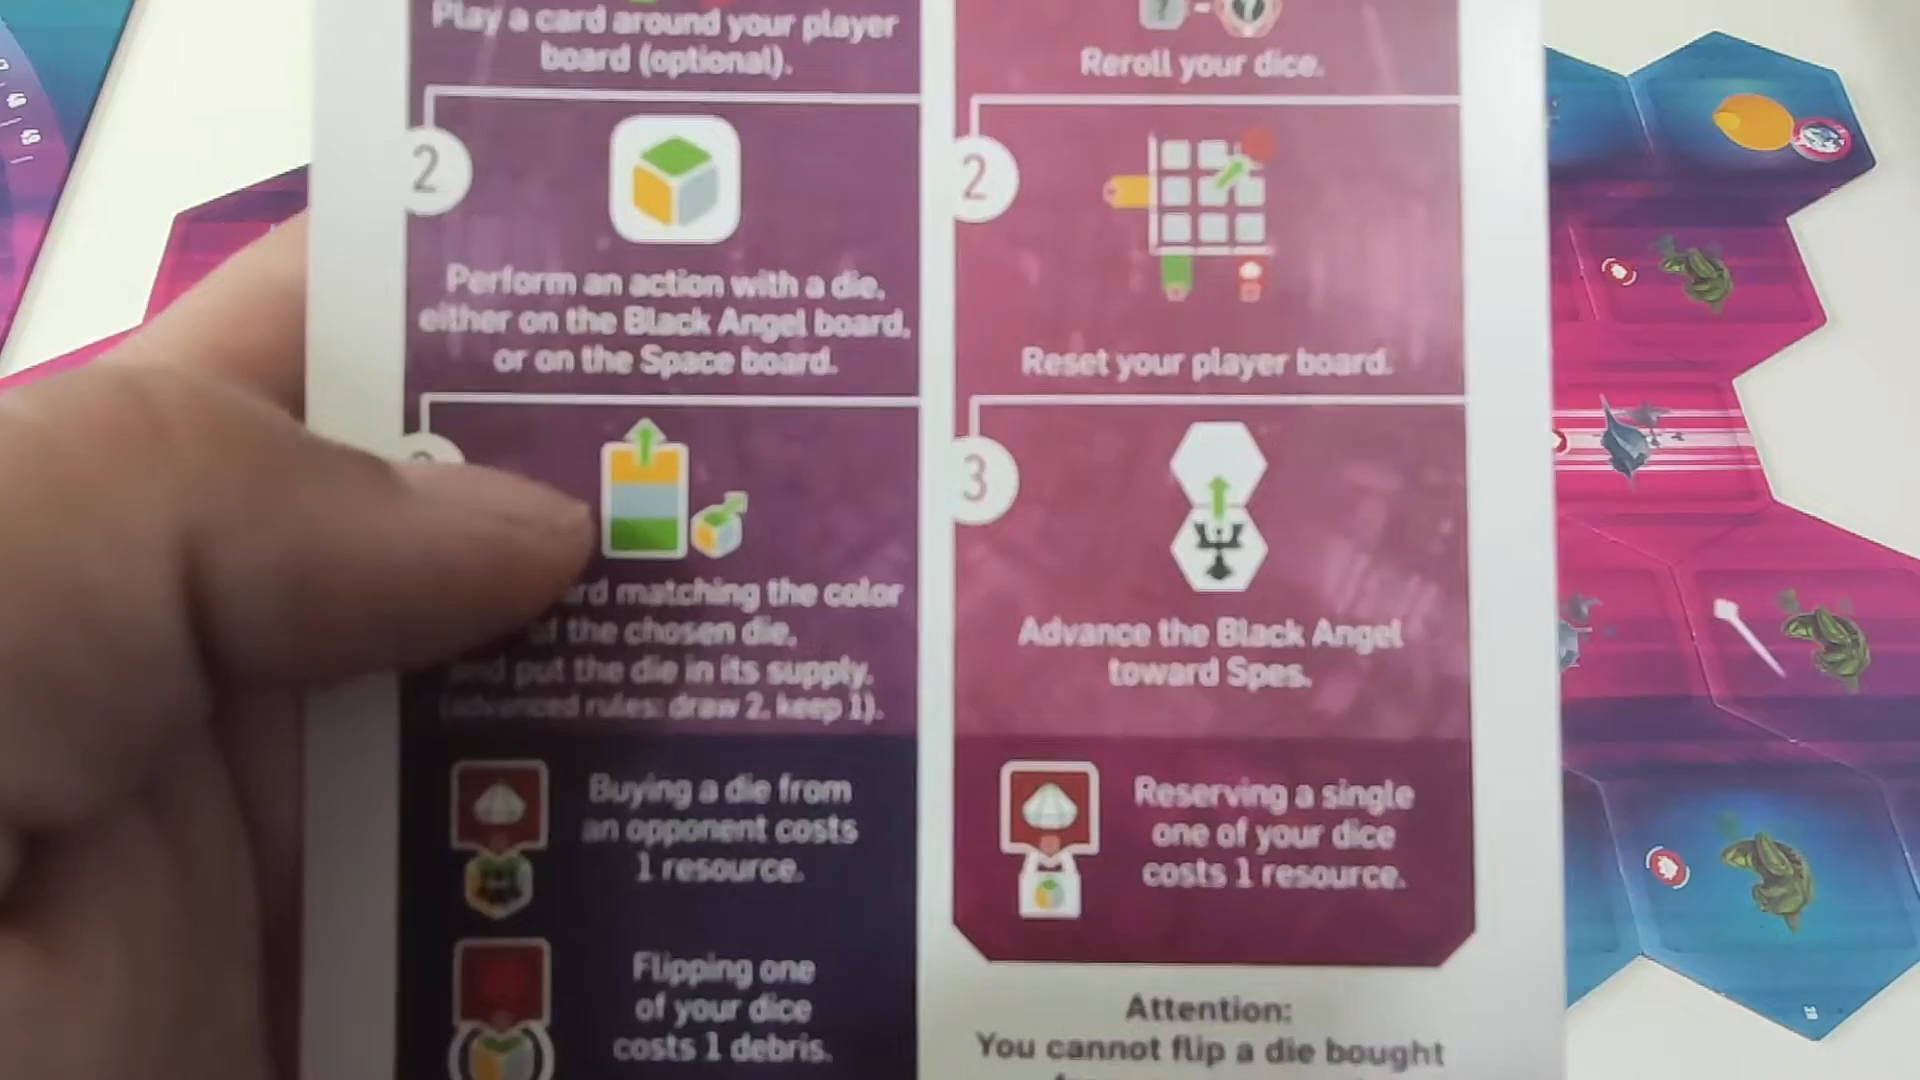 Play a card around your player
board (optional).
2
Perform an action with a die,
either on the Black Angel board,
or on the Space board.
matching the color
of the chosen die,
and put the die in its supply.
(advanced rules: draw 2, keep 1).
Buying a die from
an opponent costs
1 resource.
Flipping one
of your dice
costs 1 debris.
?
-
?
Reroll your dice.
2
Reset your player board.
3
Advance the Black Angel
toward Spes.
Reserving a single
one of your dice
costs 1 resource.
Attention:
You cannot flip a die bought